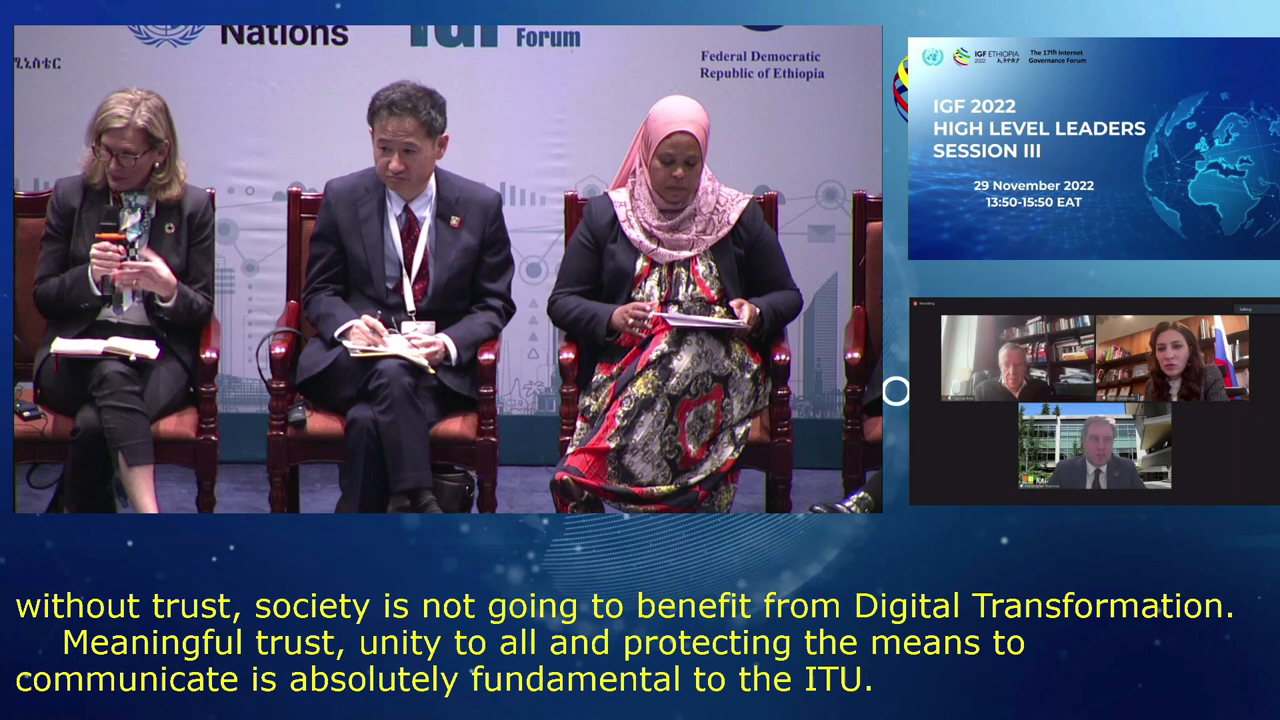 Nations
Forum
Federal Democratic
Republic of Ethiopia
ሚኒስቴር
IGF ETHIOPIA
2022 ኢትዮጵያ
The 17th Internet
Governance Forum
IGF 2022
HIGH LEVEL LEADERS
SESSION III
29 November 2022
13:50-15:50 EAT
without trust, society is not going to benefit from Digital Transformation.
Meaningful trust, unity to all and protecting the means to
communicate is absolutely fundamental to the ITU.